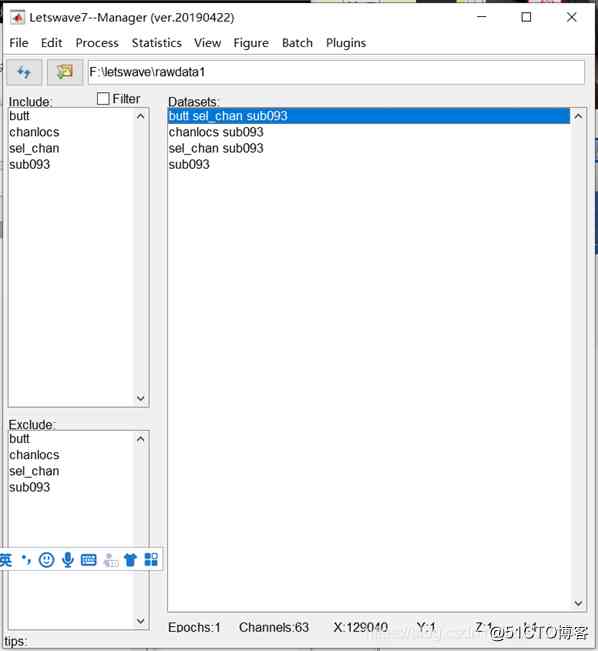 Letswave7--Manager (ver.20190422)
File Edit Process Statistics View Figure Batch Plugins
F:\letswave\rawdata1
Include:
Filter
butt
chanlocs
sel_chan
sub093
Exclude:
butt
chanlocs
sel_chan
sub093
英
Datasets:
butt sel_chan sub093
chanlocs sub093
sel_chan sub093
sub093
Epochs:1 Channels:63 X:129040 Y:1 Z:1
@51CTO博客
tips: